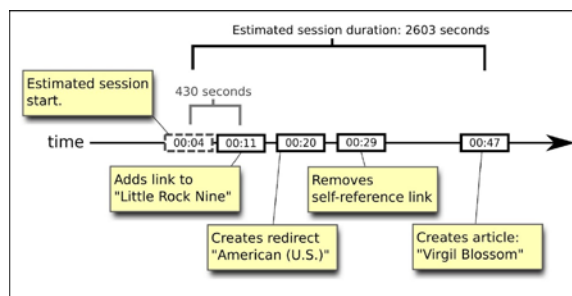 Estimated session duration: 2603 seconds
Estimated session
start.
430 seconds
time
00:04
00:11
00:20
00:29
00:47
Adds link to
"Little Rock Nine"
Removes
self-reference link
Creates redirect
"American (U.S.)"
Creates article:
"Virgil Blossom"